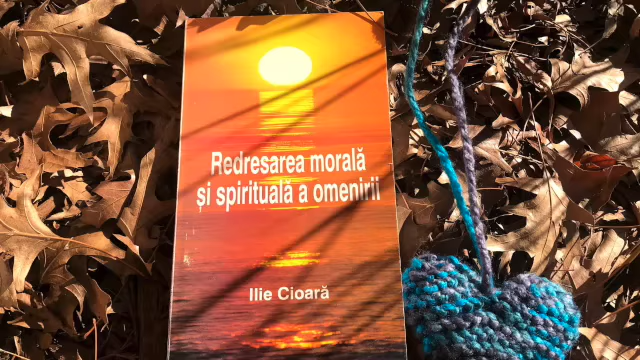 Redresarea morală
și spirituală a omenirii
Ilie Cioară